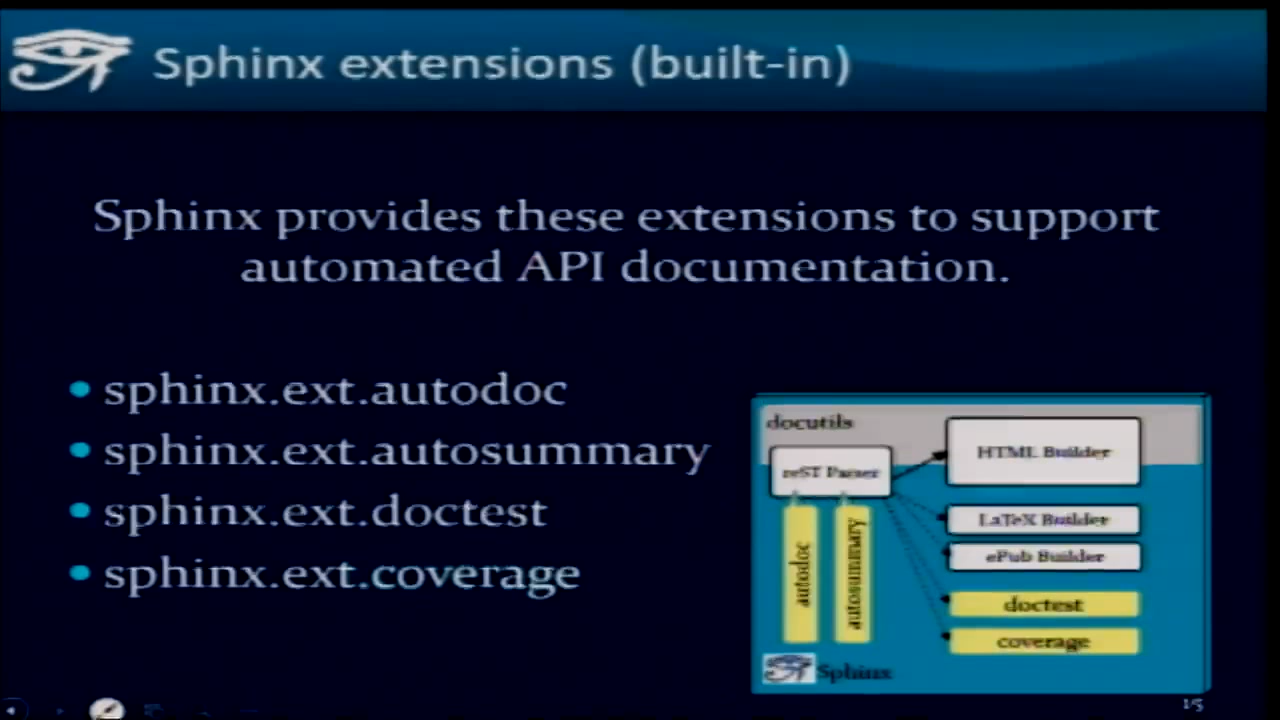 Sphinx extensions (built-in)
Sphinx provides these extensions to support
automated API documentation.
• sphinx.ext.autodoc
• sphinx.ext.autosummary
• sphinx.ext.doctest
• sphinx.ext.coverage
docutils
reST Parser
HTML Builder
LaTeX Builder
ePub Builder
autodoc
autosummary
doctest
coverage
Sphinx
15